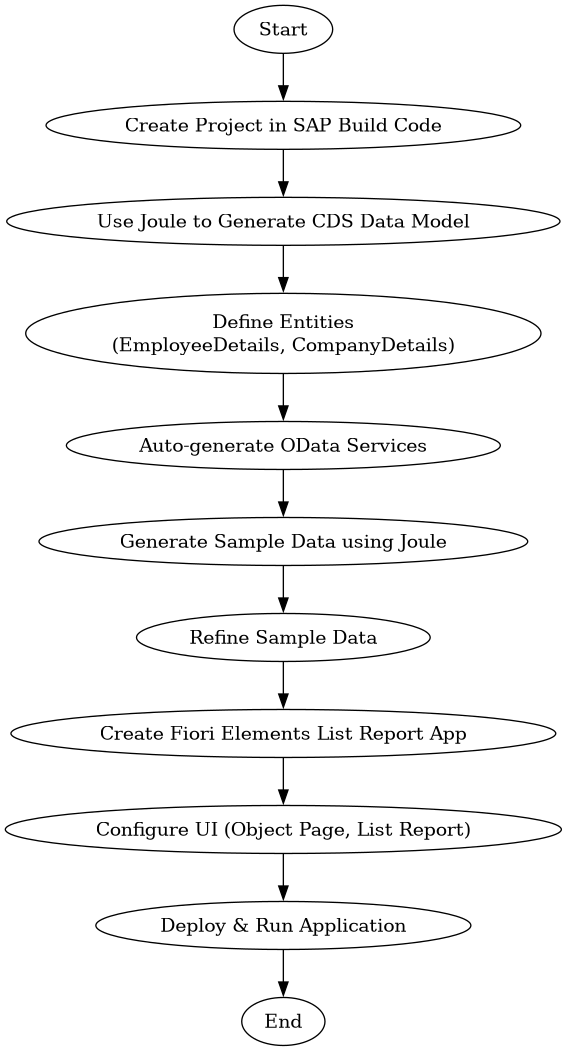 Start
Create Project in SAP Build Code
Use Joule to Generate CDS Data Model
Define Entities
(EmployeeDetails, CompanyDetails)
Auto-generate OData Services
Generate Sample Data using Joule
Refine Sample Data
Create Fiori Elements List Report App
Configure UI (Object Page, List Report)
Deploy & Run Application
End